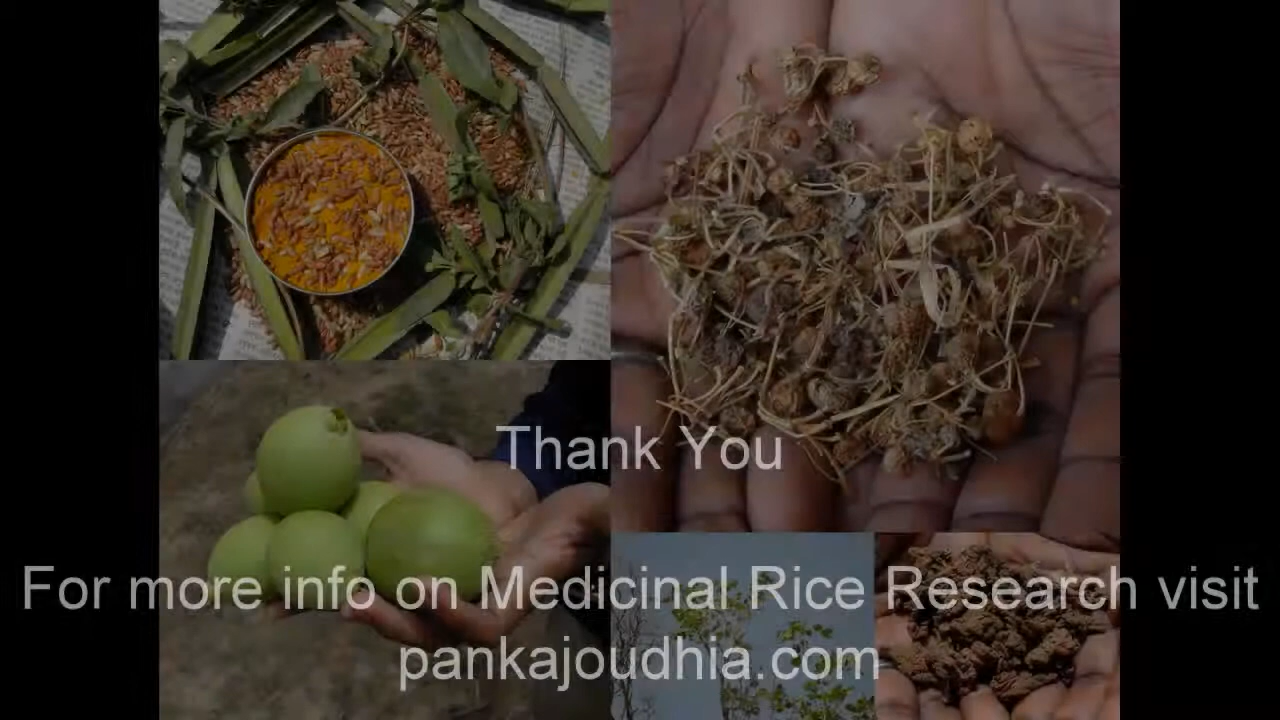 Thank You
For more info on Medicinal Rice Research visit
pankajoudhia.com